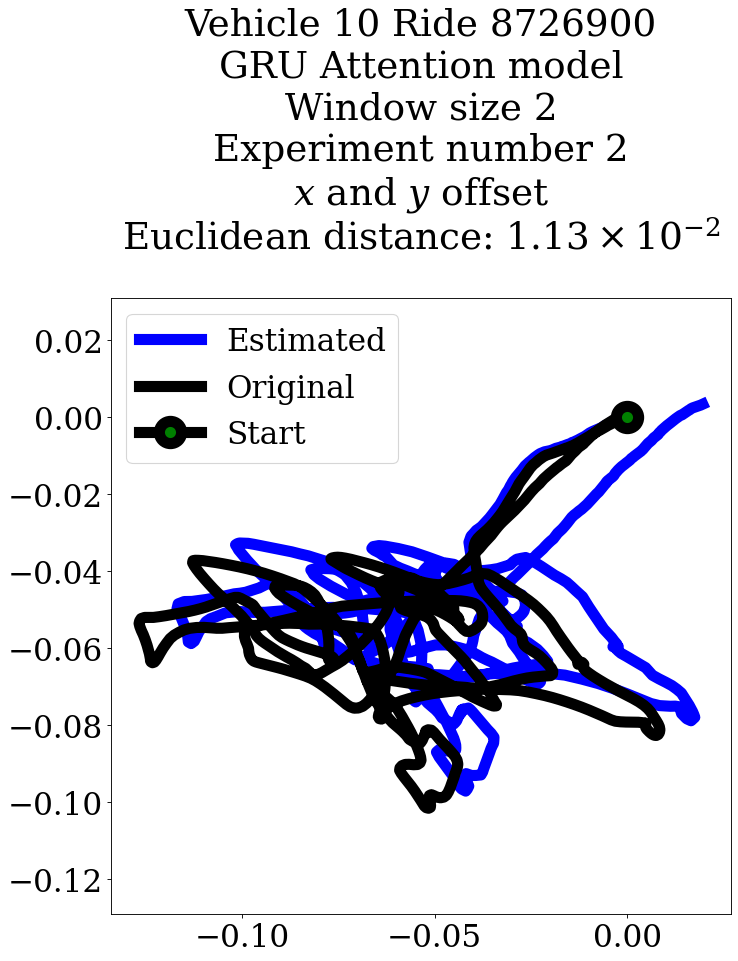 Vehicle 10 Ride 8726900
GRU Attention model
Window size 2
Experiment number 2
x and y offset
Euclidean distance: 1.13 × 10⁻²
Estimated
Original
Start
0.02
0.00
−0.02
−0.04
−0.06
−0.08
−0.10
−0.12
−0.10
−0.05
0.00